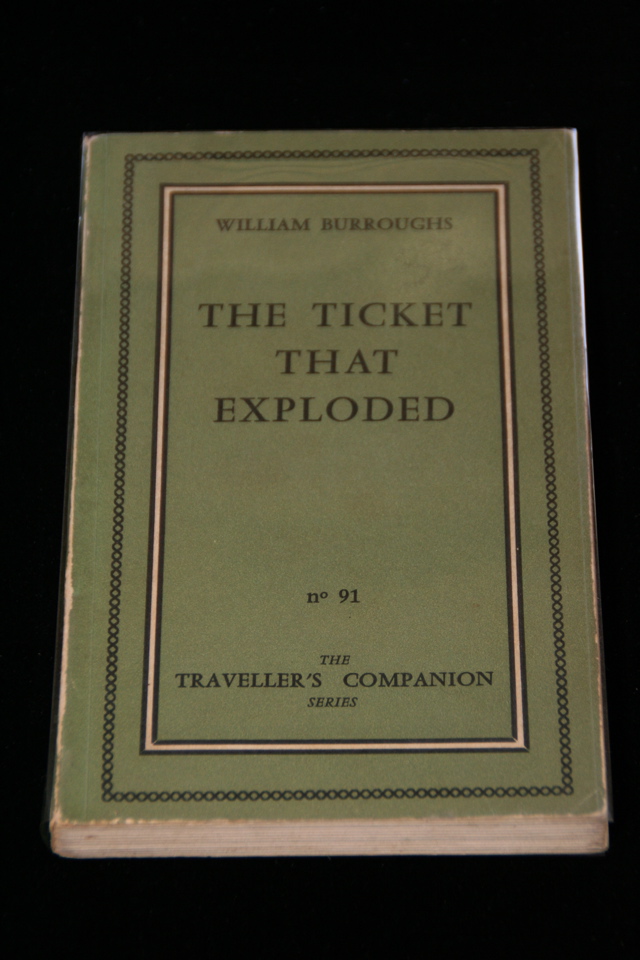 WILLIAM BURROUGHS
THE TICKET
THAT
EXPLODED
nº 91
THE
TRAVELLER'S COMPANION
SERIES